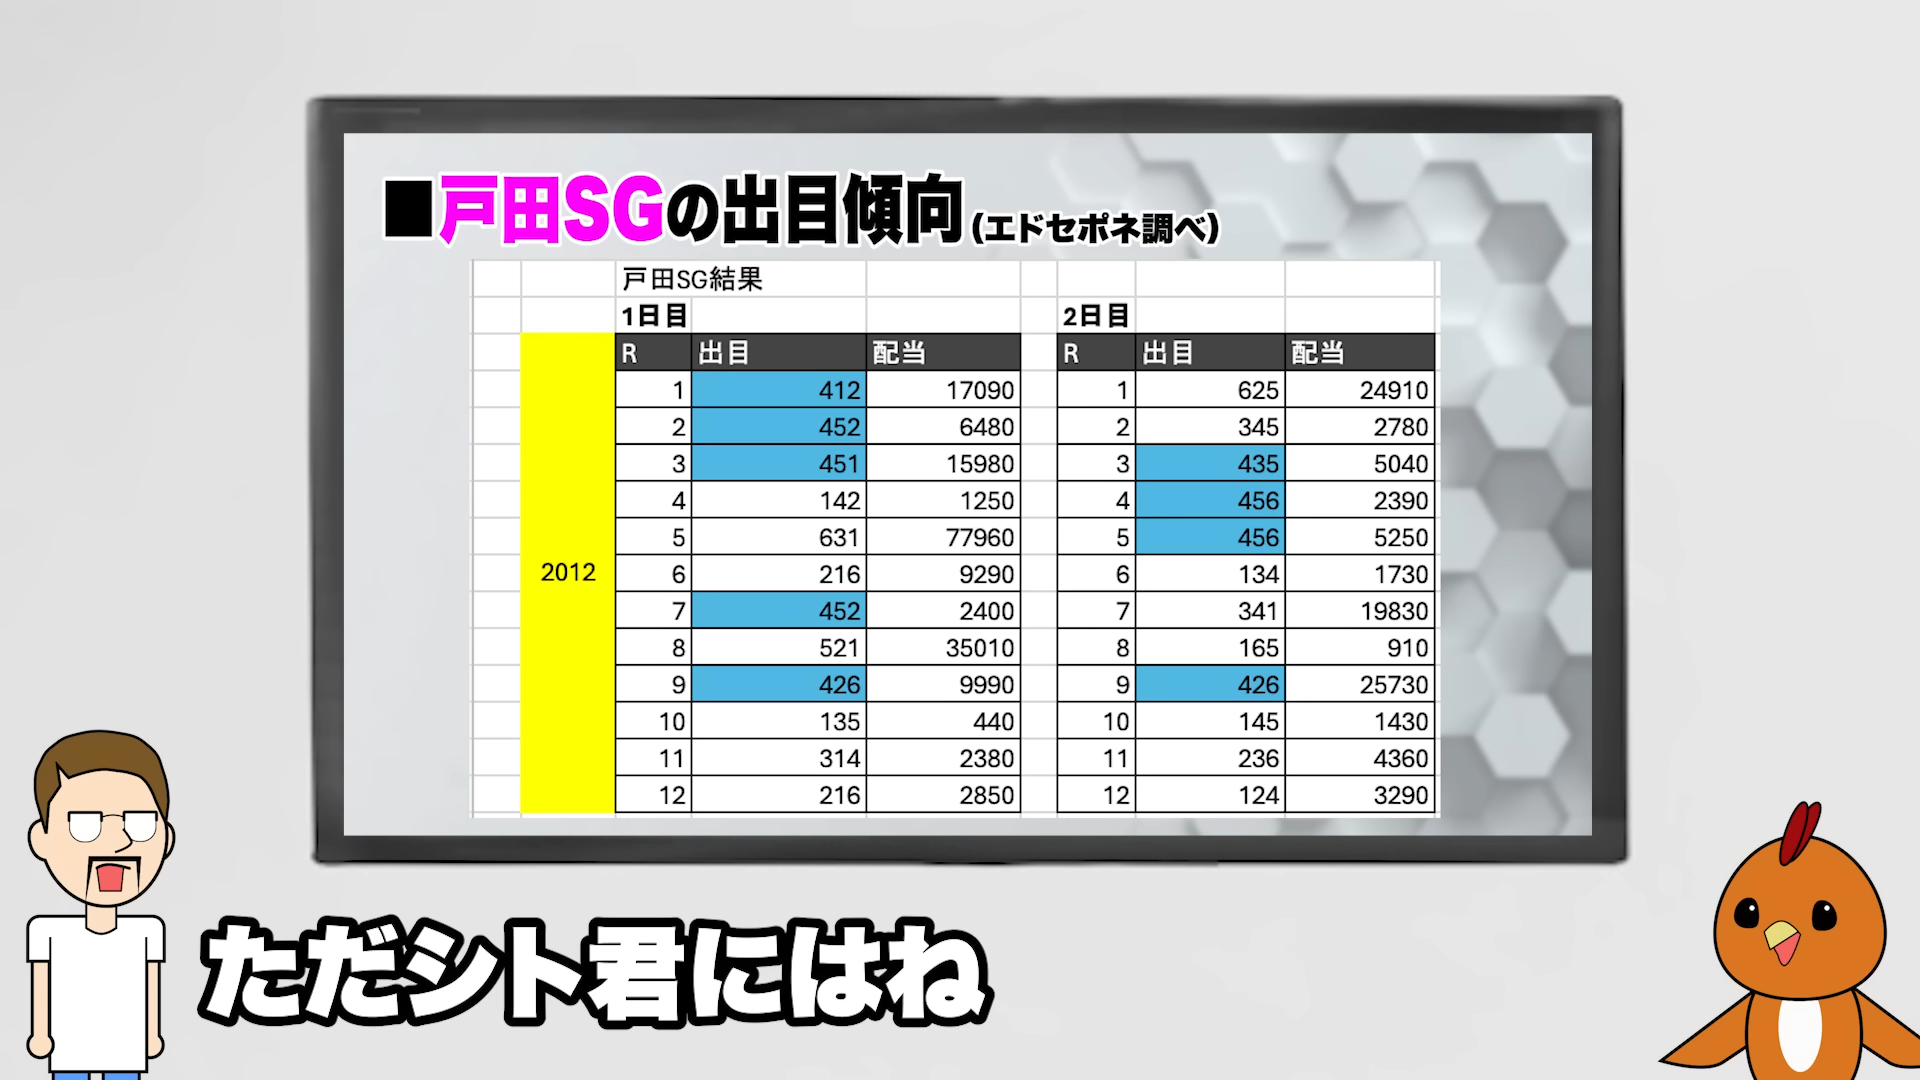 ■戸田SGの出目傾向(エドセポネ調べ)
戸田SG結果
1日目 2日目
R 出目 配当 R 出目 配当
1 412 17090 1 625 24910
2 452 6480 2 345 2780
3 451 15980 3 435 5040
4 142 1250 4 456 2390
5 631 77960 5 456 5250
2012 6 216 9290 6 134 1730
7 452 2400 7 341 19830
8 521 35010 8 165 910
9 426 9990 9 426 25730
10 135 440 10 145 1430
11 314 2380 11 236 4360
12 216 2850 12 124 3290
ただシト君にはね